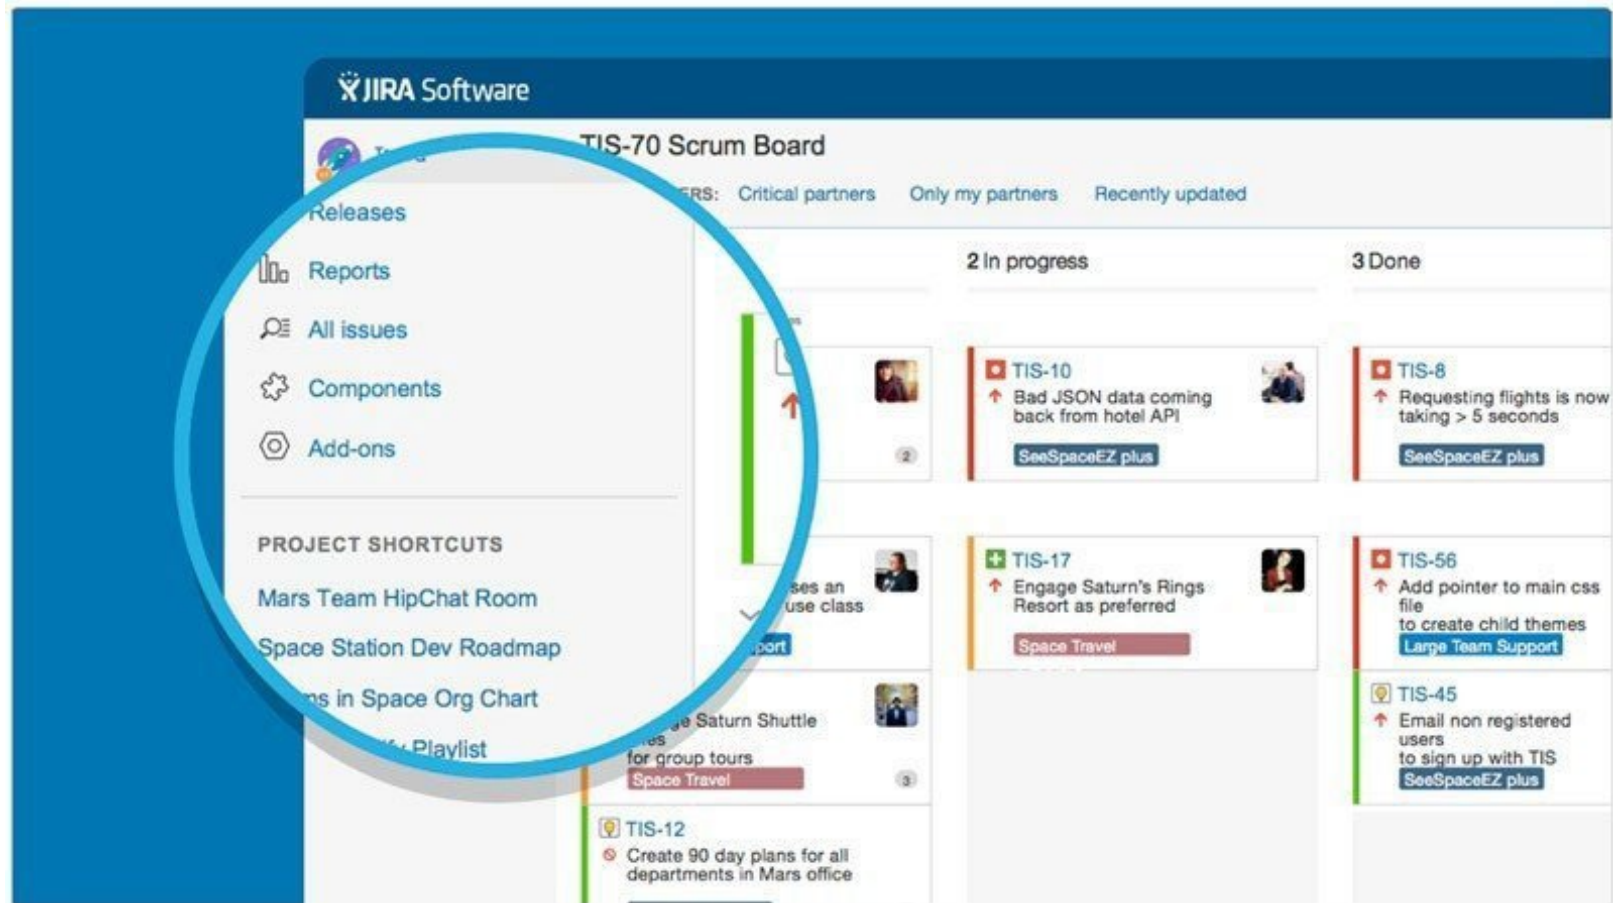 JIRA Software
TIS-70 Scrum Board
Critical partners Only my partners Recently updated
Releases
Reports
All issues
Components
Add-ons
PROJECT SHORTCUTS
Mars Team HipChat Room
Space Station Dev Roadmap
in Space Org Chart
Playlist
2
use class
Saturn Shuttle
for group tours
Space Travel
3
TIS-12
Create 90 day plans for all
departments in Mars office
2 In progress
TIS-10
Bad JSON data coming
back from hotel API
SeeSpaceEZ plus
TIS-17
Engage Saturn's Rings
Resort as preferred
Space Travel
3 Done
TIS-8
Requesting flights is now
taking > 5 seconds
SeeSpaceEZ plus
TIS-56
Add pointer to main css
file
to create child themes
Large Team Support
TIS-45
Email non registered
users
to sign up with TIS
SeeSpaceEZ plus